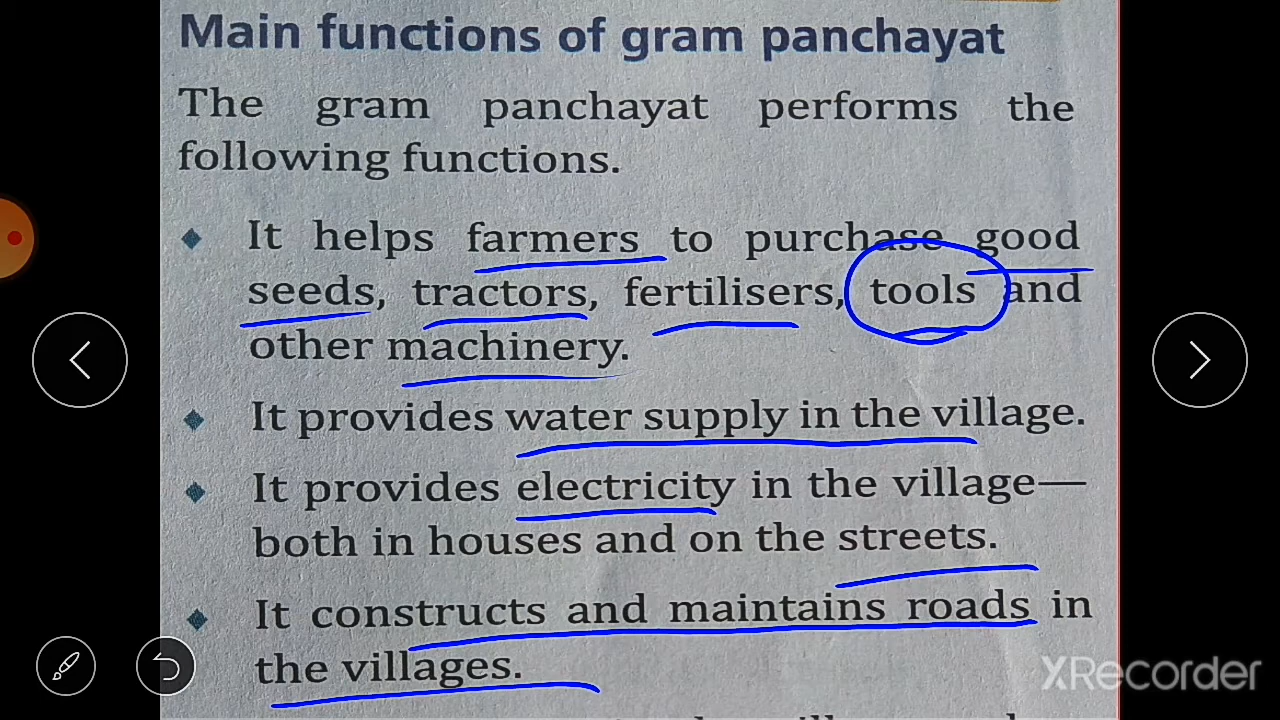 Main functions of gram panchayat
The gram panchayat performs the
following functions.
It helps farmers to purchase good
seeds, tractors, fertilisers, tools and
other machinery.
It provides water supply in the village.
It provides electricity in the village—
both in houses and on the streets.
It constructs and maintains roads in
the villages.
XRecorder